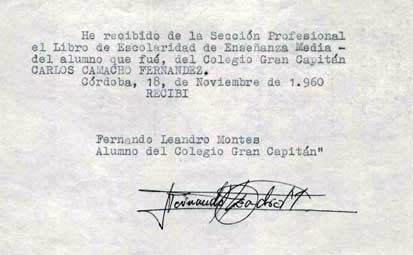 He recibido de la Sección Profesional
el Libro de Escolaridad de Enseñanza Media -
del alumno que fué, del Colegio Gran Capitán
CARLOS CAMACHO FERNANDEZ.
Córdoba, 18, de Noviembre de 1.960
RECIBI
Fernando Leandro Montes
Alumno del Colegio Gran Capitán"
Fernando Leandro M